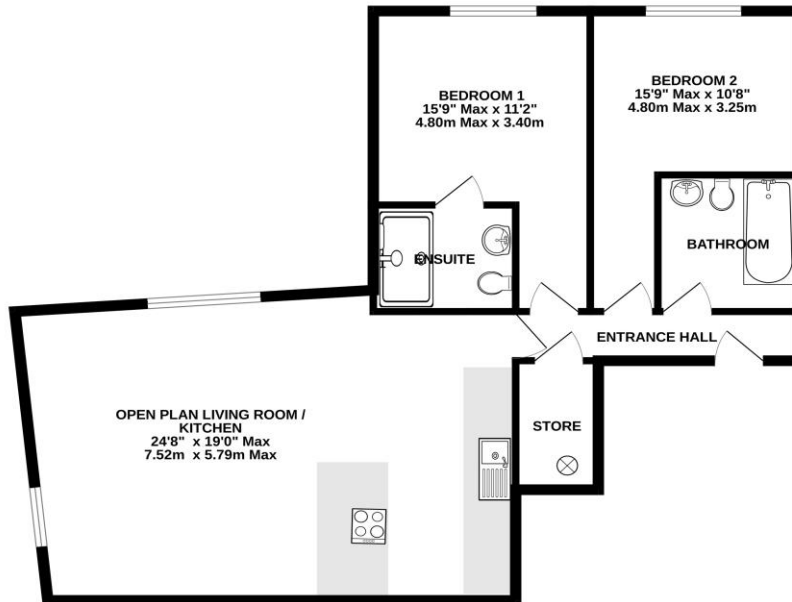 BEDROOM 1
15'9" Max x 11'2"
4.80m Max x 3.40m
BEDROOM 2
15'9" Max x 10'8"
4.80m Max x 3.25m
ENSUITE
BATHROOM
ENTRANCE HALL
OPEN PLAN LIVING ROOM /
KITCHEN
24'8" x 19'0" Max
7.52m x 5.79m Max
STORE